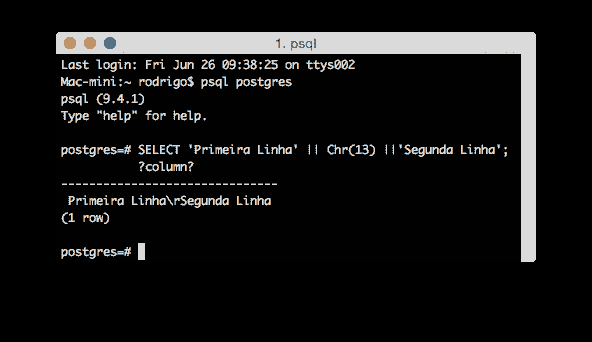 1. psql
Last login: Fri Jun 26 09:38:25 on ttys002
Mac-mini:~ rodrigo$ psql postgres
psql (9.4.1)
Type "help" for help.
postgres=# SELECT 'Primeira Linha' || Chr(13) ||'Segunda Linha';
?column?
-------------------------------
Primeira Linha\rSegunda Linha
(1 row)
postgres=#